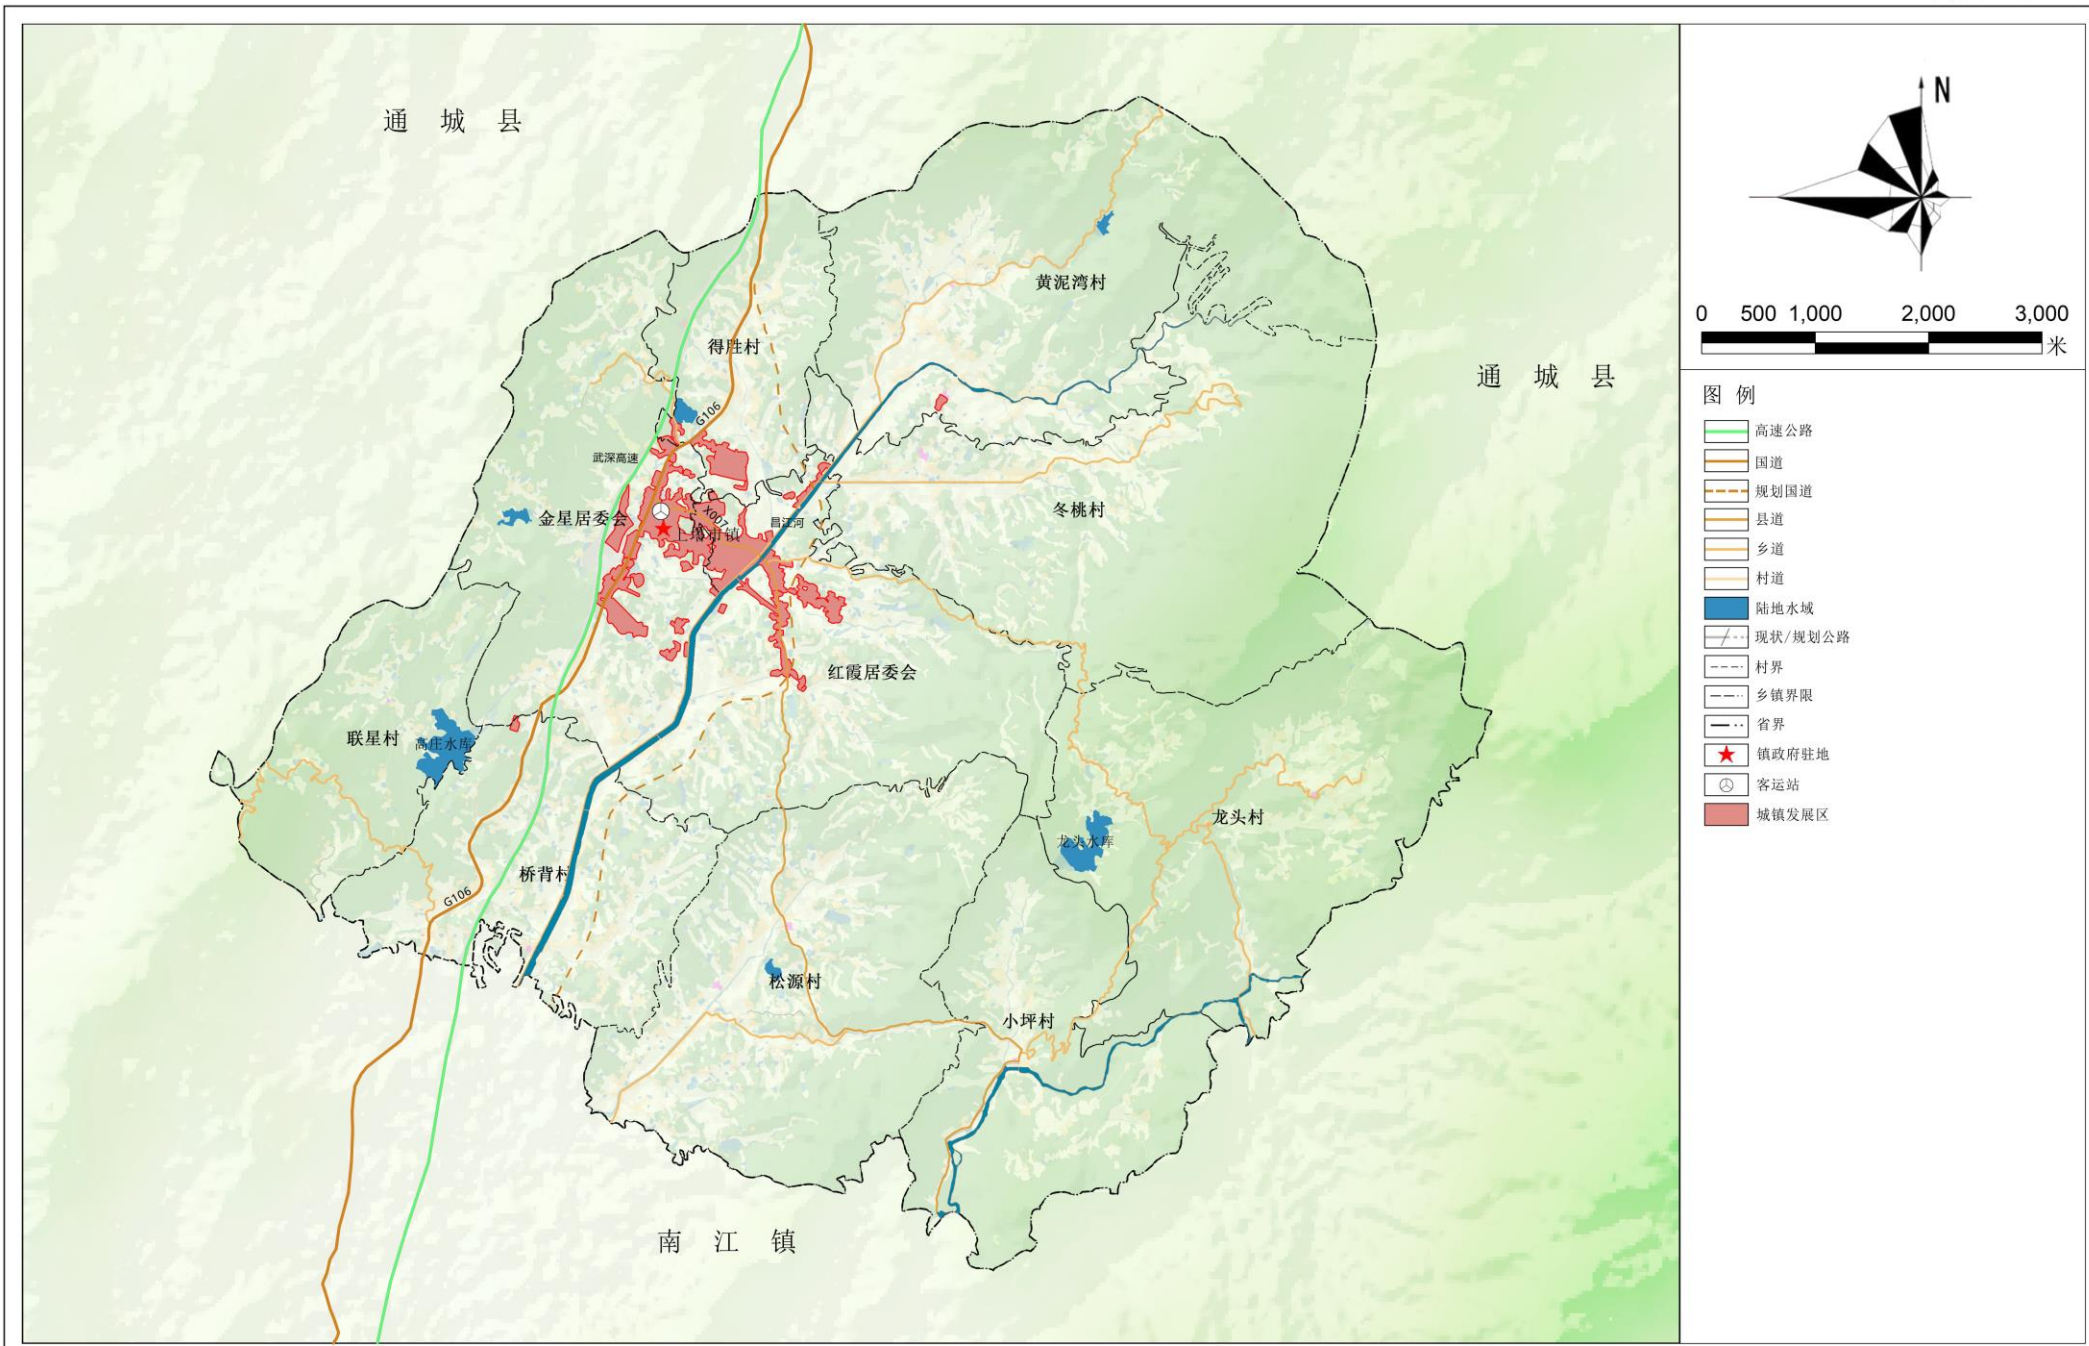 通 城 县
N
黄泥湾村
0 500 1,000 2,000 3,000
米
得胜村
通 城 县
图 例
G106
高速公路
武深高速
国道
规划国道
金星居委会
X007
昌江河
冬桃村
县道
上塔市镇
乡道
村道
陆地水域
现状/规划公路
红霞居委会
村界
乡镇界限
省界
联星村
高庄水库
镇政府驻地
客运站
龙头村
城镇发展区
龙头水库
桥背村
G106
松源村
小坪村
南 江 镇